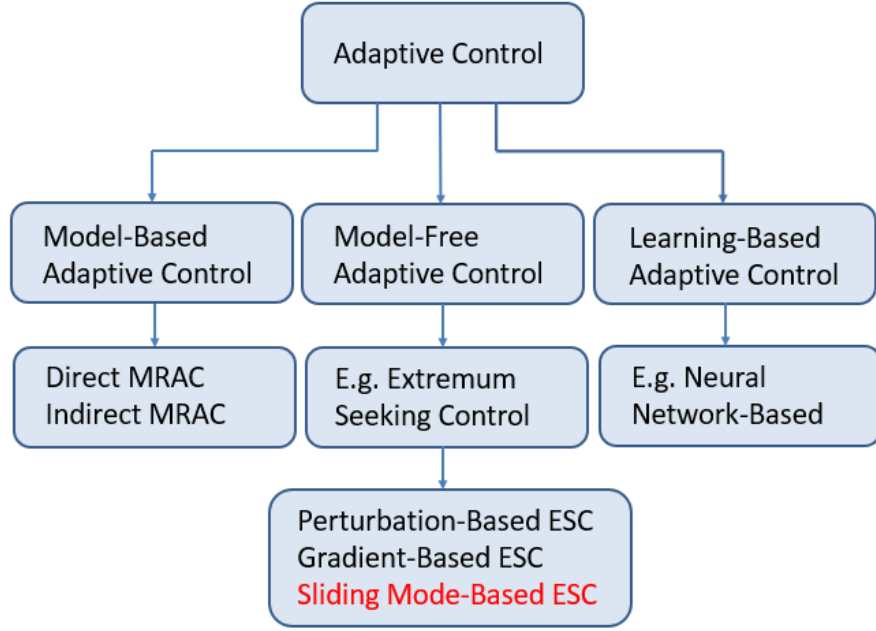 Adaptive Control
Model-Based
Adaptive Control
Model-Free
Adaptive Control
Learning-Based
Adaptive Control
Direct MRAC
Indirect MRAC
E.g. Extremum
Seeking Control
E.g. Neural
Network-Based
Perturbation-Based ESC
Gradient-Based ESC
Sliding Mode-Based ESC